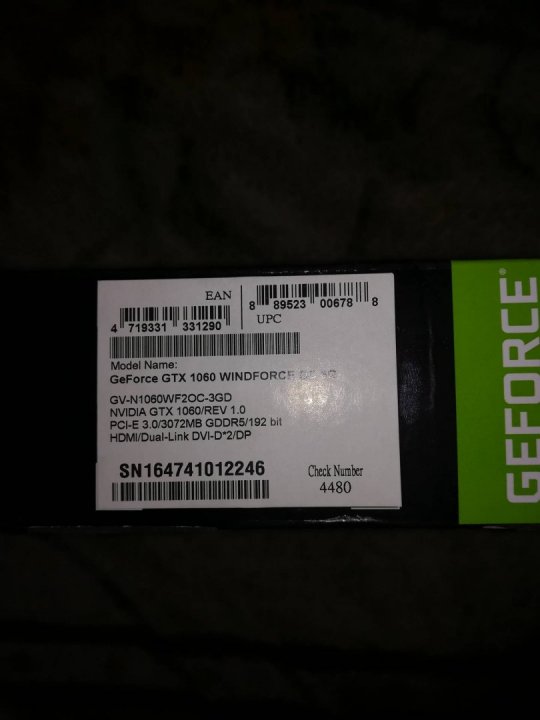 EAN
4 719331 331290
8 89523 00678 8
UPC
Model Name:
GeForce GTX 1060 WINDFORCE
GV-N1060WF2OC-3GD
NVIDIA GTX 1060/REV 1.0
PCI-E 3.0/3072MB GDDR5/192 bit
HDMI/Dual-Link DVI-D*2/DP
SN164741012246
Check Number
4480
GEFORCE®